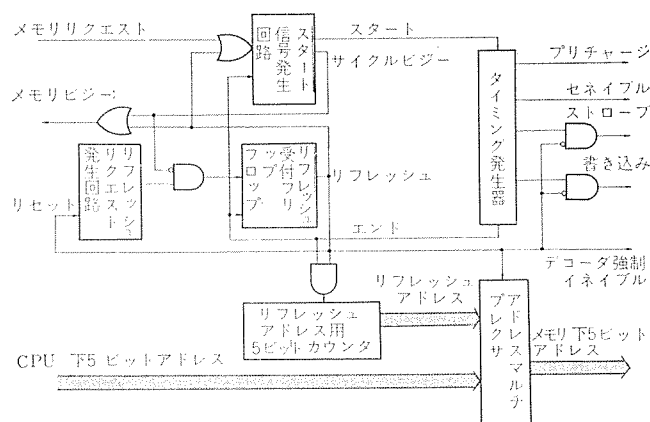 メモリリクエスト
スタート
信号発生
回路
スタート
サイクルビジー
プリチャージ
セネイブル
ストローブ
書き込み
メモリビジー
リフレッシュ
リクエスト
発生回路
リフレッシュ
受付フリ
ップ
フロップ
リフレッシュ
タイミング発生器
リセット
エンド
デコーダ強制
イネイブル
リフレッシュ
アドレス
リフレッシュ
アドレス用
5ビットカウンタ
アドレスマルチ
プレクサ
メモリ下5ビット
アドレス
CPU 下5ビットアドレス